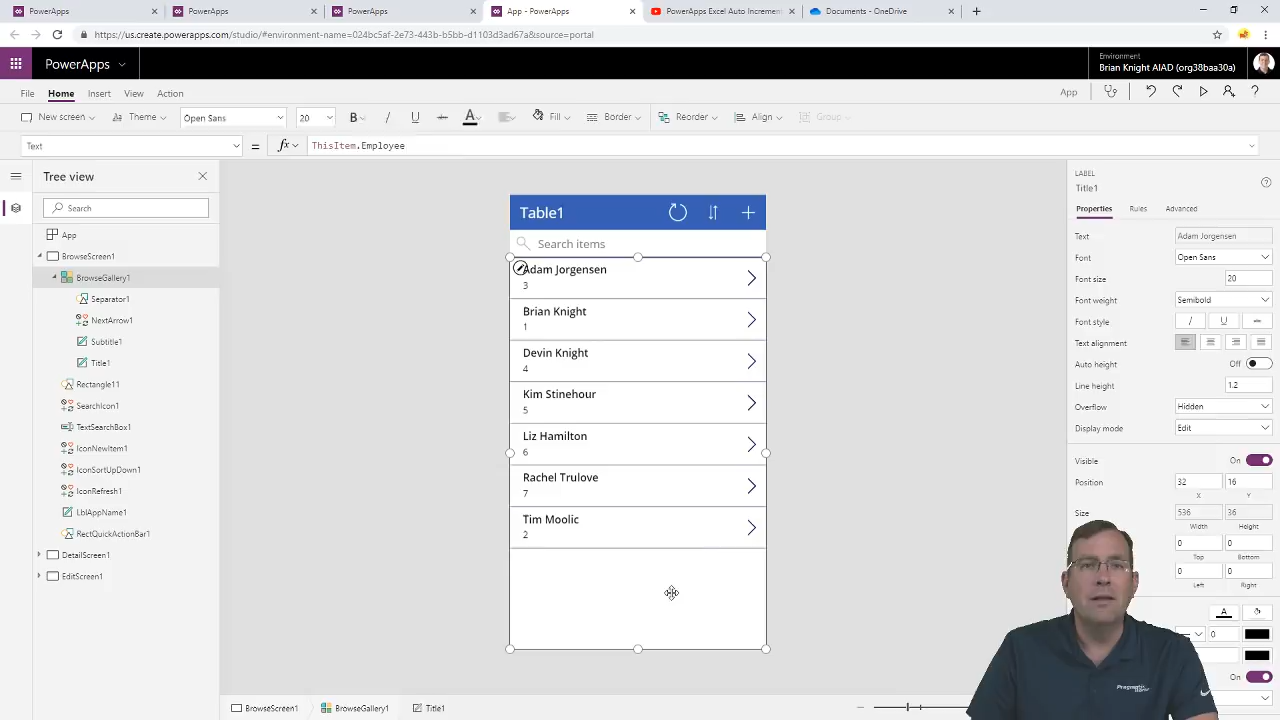 PowerApps
PowerApps
PowerApps
App - PowerApps
PowerApps Excel Auto Increment
Documents - OneDrive
https://us.create.powerapps.com/studio/#environment-name=024cbc5af-2e73-443b-b5bb-d1103d3ad67a&source=portal
PowerApps
Environment
Brian Knight AIAD (org38baa30a)
File
Home
Insert
View
Action
App
New screen
Theme
Open Sans
20
B
/
U
abc
A
Fill
Border
Reorder
Align
Group
Text
=
fx
ThisItem.Employee
Tree view
Search
App
BrowseScreen1
BrowseGallery1
Separator1
NextArrow1
Subtitle1
Title1
Rectangle11
SearchIcon1
TextSearchBox1
IconNewItem1
IconSortUpDown1
IconRefresh1
LblAppName1
RectQuickActionBar1
DetailScreen1
EditScreen1
Table1
Search items
Adam Jorgensen
3
Brian Knight
1
Devin Knight
4
Kim Stinehour
5
Liz Hamilton
6
Rachel Trulove
7
Tim Moolic
2
LABEL
Title1
Properties
Rules
Advanced
Text
Adam Jorgensen
Font
Open Sans
Font size
20
Font weight
Semibold
Font style
/
U
abc
Text alignment
Auto height
Off
Line height
1.2
Overflow
Hidden
Display mode
Edit
Visible
On
Position
32
16
X
Y
Size
536
36
Width
Height
0
0
Top
Bottom
0
0
Left
Right
A
0
On
Pragmatic
Works
BrowseScreen1
BrowseGallery1
Title1